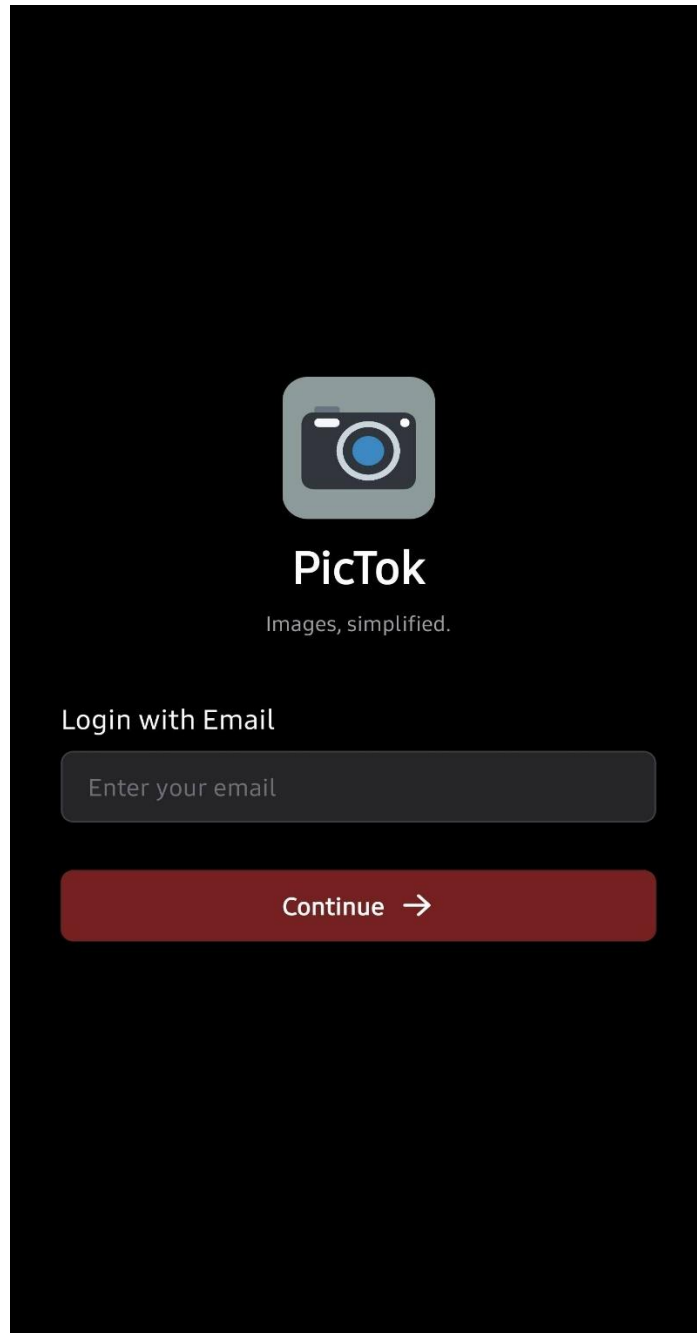 PicTok
Images, simplified.
Login with Email
Enter your email
Continue →